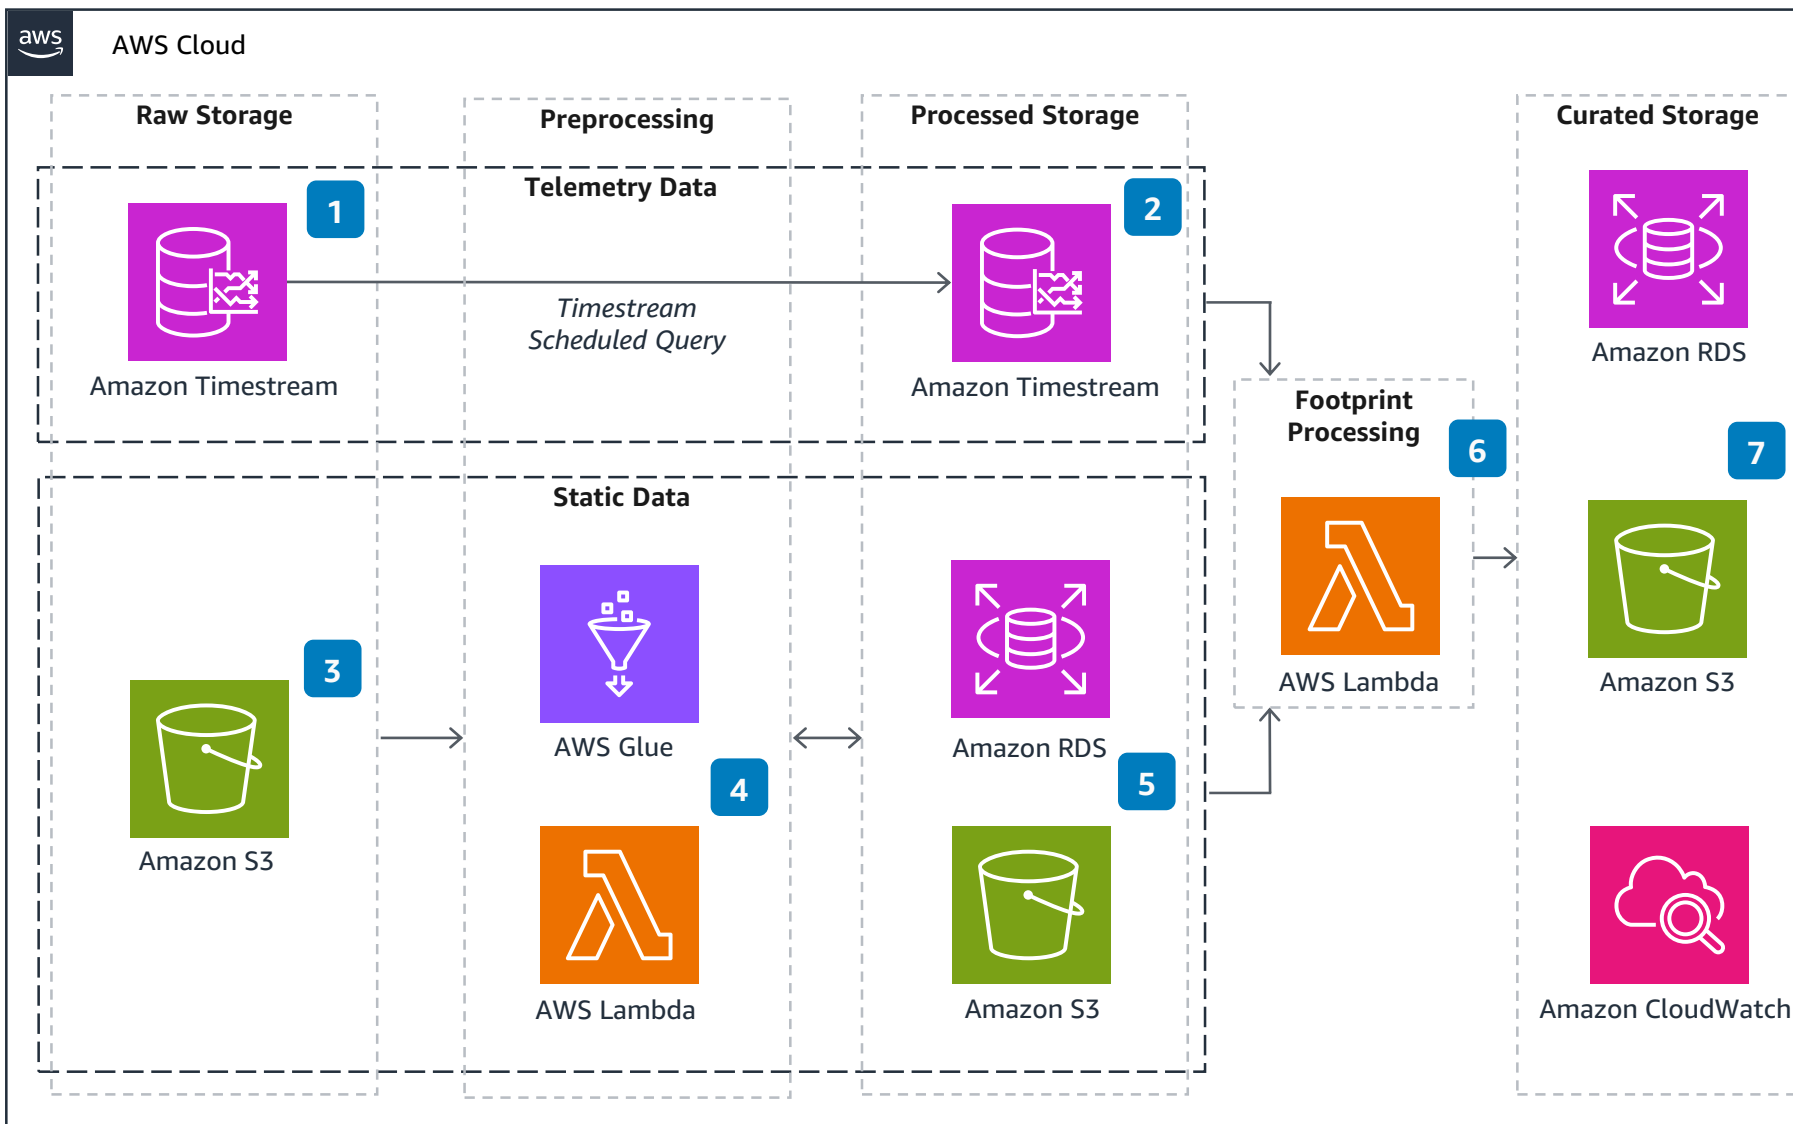 aws
AWS Cloud
Raw Storage
Preprocessing
Processed Storage
Curated Storage
Telemetry Data
1
2
Timestream
Scheduled Query
Amazon Timestream
Amazon Timestream
Amazon RDS
Footprint
Processing
6
7
Static Data
3
Amazon S3
AWS Glue
4
AWS Lambda
Amazon RDS
5
Amazon S3
AWS Lambda
Amazon S3
Amazon CloudWatch